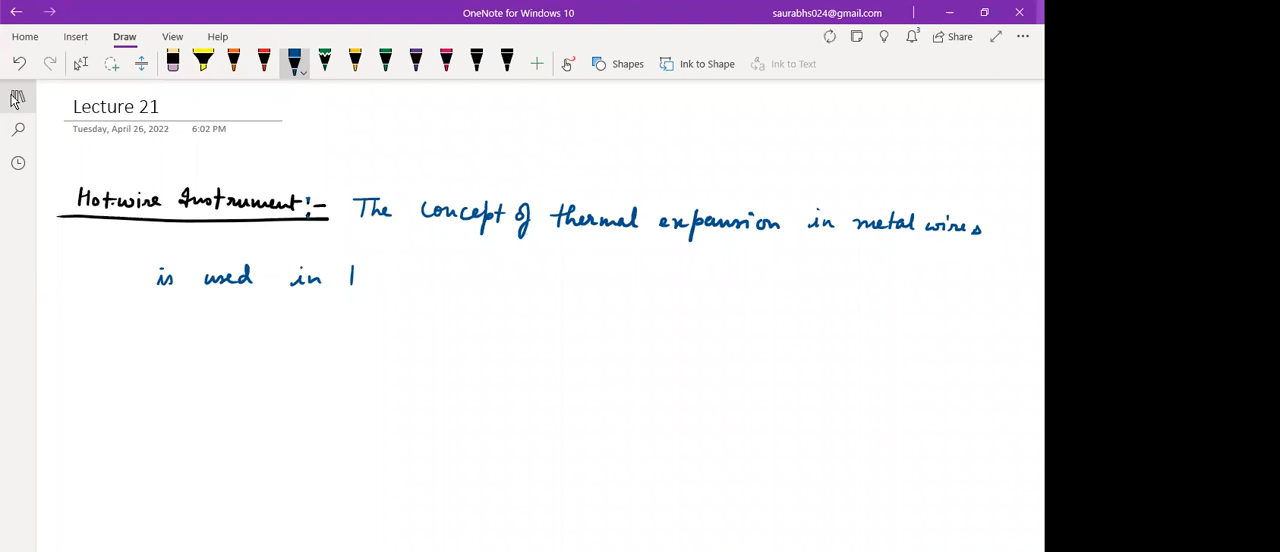 OneNote for Windows 10
saurabhs024@gmail.com
Home Insert Draw View Help
3 Share
Shapes Ink to Shape Ink to Text
Lecture 21
Tuesday, April 26, 2022 6:02 PM
Hot-wire Instrument:- The concept of thermal expansion in metal wires
is used in